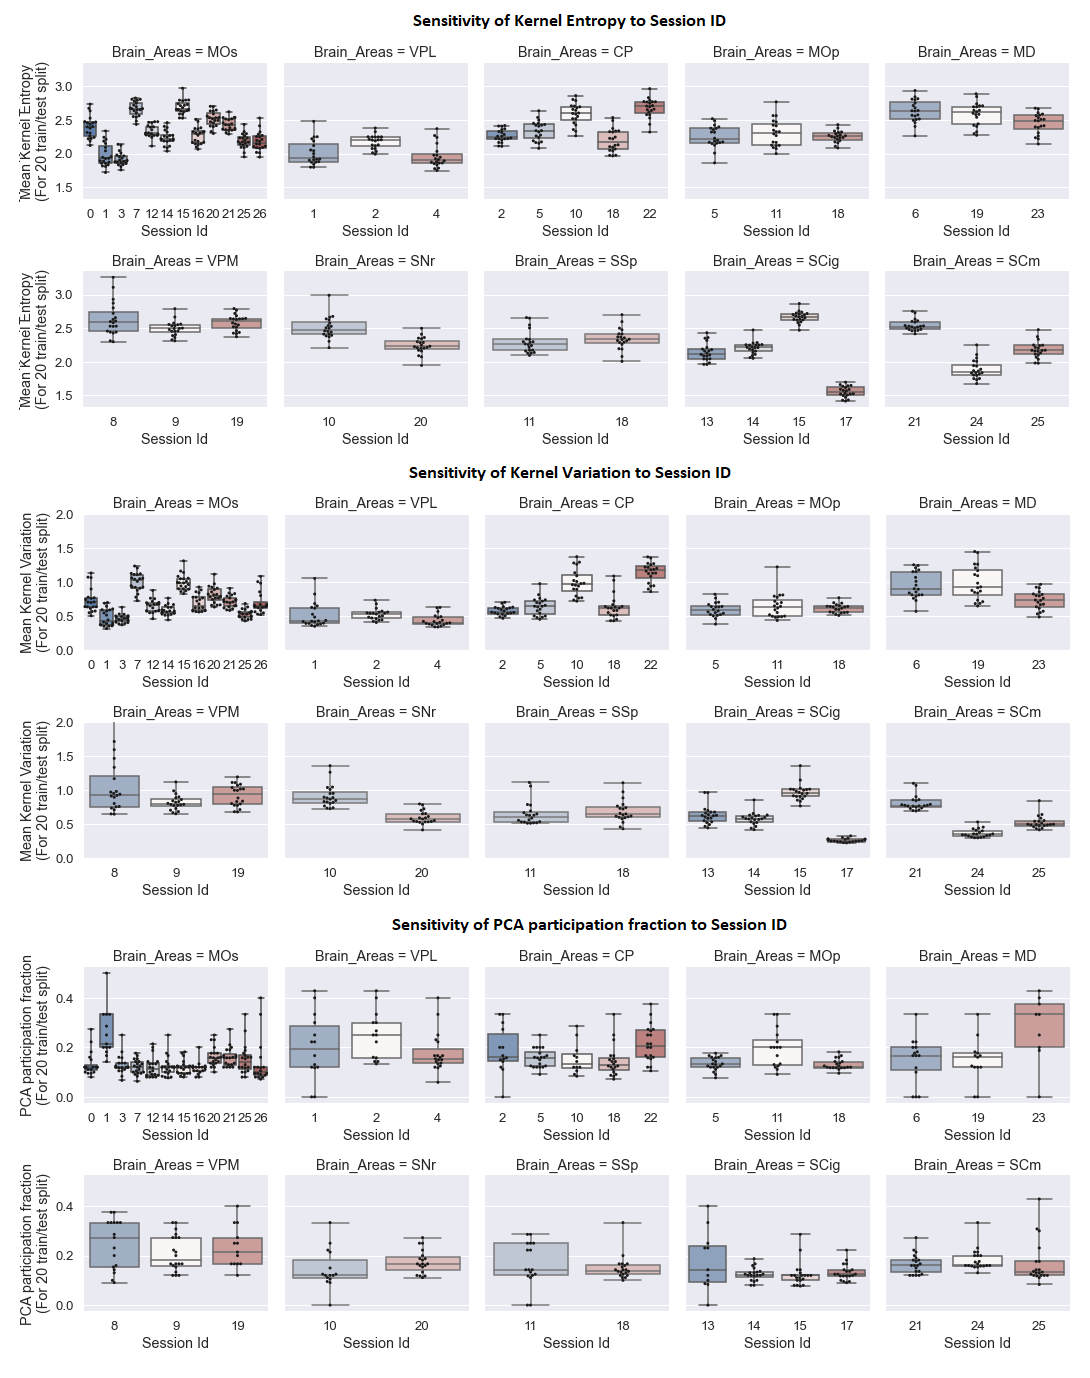 Sensitivity of Kernel Entropy to Session ID
Brain_Areas = MOs Brain_Areas = VPL Brain_Areas = CP Brain_Areas = MOp Brain_Areas = MD
Mean Kernel Entropy
(For 20 train/test split)
3.0
2.5
2.0
1.5
0 1 3 7 12 14 15 16 20 21 25 26 1 2 4 2 5 10 18 22 5 11 18 6 19 23
Session Id Session Id Session Id Session Id Session Id
Brain_Areas = VPM Brain_Areas = SNr Brain_Areas = SSp Brain_Areas = SCig Brain_Areas = SCm
Mean Kernel Entropy
(For 20 train/test split)
3.0
2.5
2.0
1.5
8 9 19 10 20 11 18 13 14 15 17 21 24 25
Session Id Session Id Session Id Session Id Session Id
Sensitivity of Kernel Variation to Session ID
Brain_Areas = MOs Brain_Areas = VPL Brain_Areas = CP Brain_Areas = MOp Brain_Areas = MD
Mean Kernel Variation
(For 20 train/test split)
2.0
1.5
1.0
0.5
0.0
0 1 3 7 12 14 15 16 20 21 25 26 1 2 4 2 5 10 18 22 5 11 18 6 19 23
Session Id Session Id Session Id Session Id Session Id
Brain_Areas = VPM Brain_Areas = SNr Brain_Areas = SSp Brain_Areas = SCig Brain_Areas = SCm
Mean Kernel Variation
(For 20 train/test split)
2.0
1.5
1.0
0.5
0.0
8 9 19 10 20 11 18 13 14 15 17 21 24 25
Session Id Session Id Session Id Session Id Session Id
Sensitivity of PCA participation fraction to Session ID
Brain_Areas = MOs Brain_Areas = VPL Brain_Areas = CP Brain_Areas = MOp Brain_Areas = MD
PCA participation fraction
(For 20 train/test split)
0.4
0.2
0.0
0 1 3 7 12 14 15 16 20 21 25 26 1 2 4 2 5 10 18 22 5 11 18 6 19 23
Session Id Session Id Session Id Session Id Session Id
Brain_Areas = VPM Brain_Areas = SNr Brain_Areas = SSp Brain_Areas = SCig Brain_Areas = SCm
PCA participation fraction
(For 20 train/test split)
0.4
0.2
0.0
8 9 19 10 20 11 18 13 14 15 17 21 24 25
Session Id Session Id Session Id Session Id Session Id